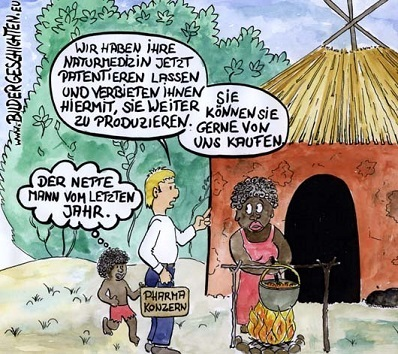 WIR HABEN IHRE
NATURMEDIZIN JETZT
PATENTIEREN LASSEN
UND VERBIETEN IHNEN
HIERMIT, SIE WEITER
ZU PRODUZIEREN.
SIE
KÖNNEN SIE
GERNE VON
UNS KAUFEN.
DER NETTE
MANN VOM LETZTEN
JAHR.
PHARMA
KONZERN
www.BILDERGESCHICHTEN.EU